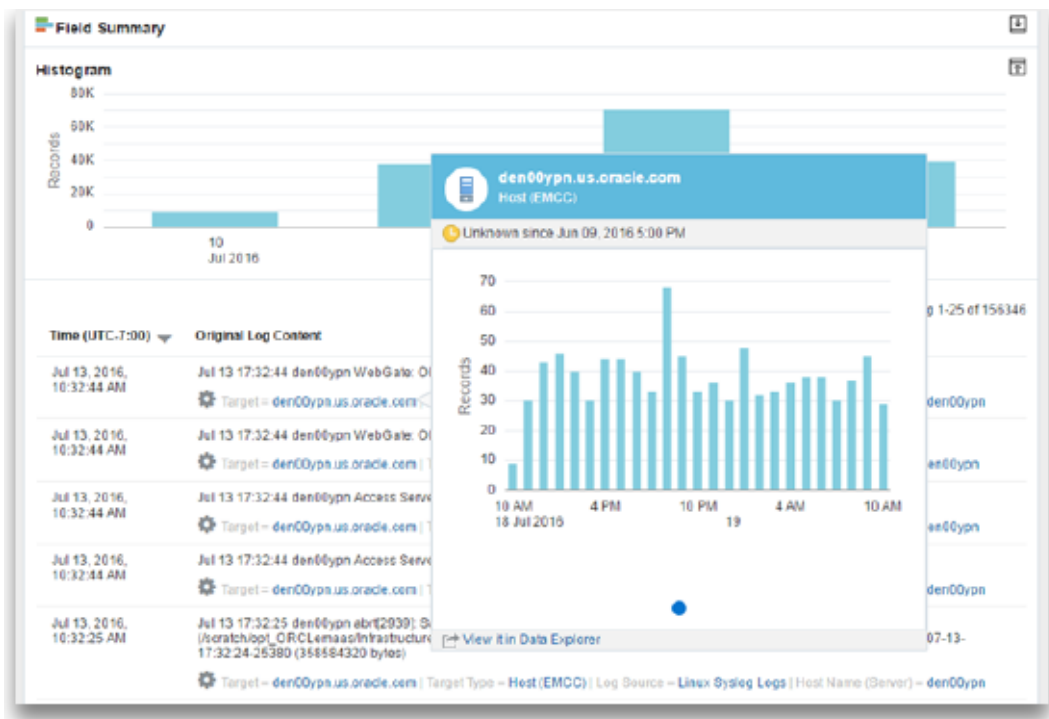 Field Summary
Histogram
80K
60K
40K
20K
0
Records
10
Jul 2016
den00ypn.us.oracle.com
Host (EMCC)
Unknown since Jun 09, 2016 5:00 PM
70
60
50
40
30
20
10
0
Records
10 AM 4 PM 10 PM 4 AM 10 AM
18 Jul 2016 19
View it in Data Explorer
1-25 of 156346
Time (UTC-7:00) Original Log Content
Jul 13, 2016, 10:32:44 AM
Jul 13 17:32:44 den00ypn WebGate:
Target = den00ypn.us.oracle.com
den00ypn
Jul 13, 2016, 10:32:44 AM
Jul 13 17:32:44 den00ypn WebGate:
Target = den00ypn.us.oracle.com |
en00ypn
Jul 13, 2016, 10:32:44 AM
Jul 13 17:32:44 den00ypn Access Serve
Target = den00ypn.us.oracle.com |
en00ypn
Jul 13, 2016, 10:32:44 AM
Jul 13 17:32:44 den00ypn Access Serve
Target = den00ypn.us.oracle.com |
den00ypn
Jul 13, 2016, 10:32:25 AM
Jul 13 17:32:25 den00ypn abrt[2939]:
(/scratch/opt_ORCLemaas/Infrastructure
07-13-
17:32:24-25380 (358584320 bytes)
Target = den00ypn.us.oracle.com | Target Type = Host (EMCC) | Log Source = Linux Syslog Logs | Host Name (Server) = den00ypn